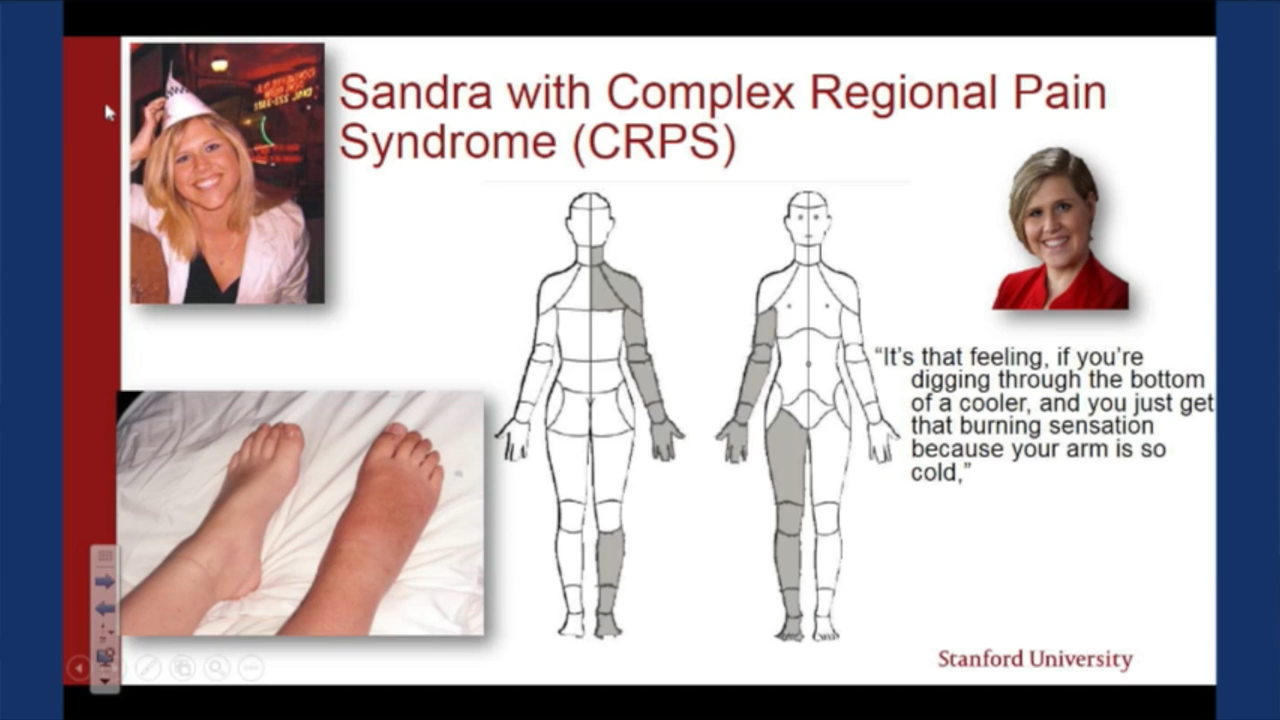 Sandra with Complex Regional Pain
Syndrome (CRPS)
“It’s that feeling, if you’re
digging through the bottom
of a cooler, and you just get
that burning sensation
because your arm is so
cold,”
Stanford University